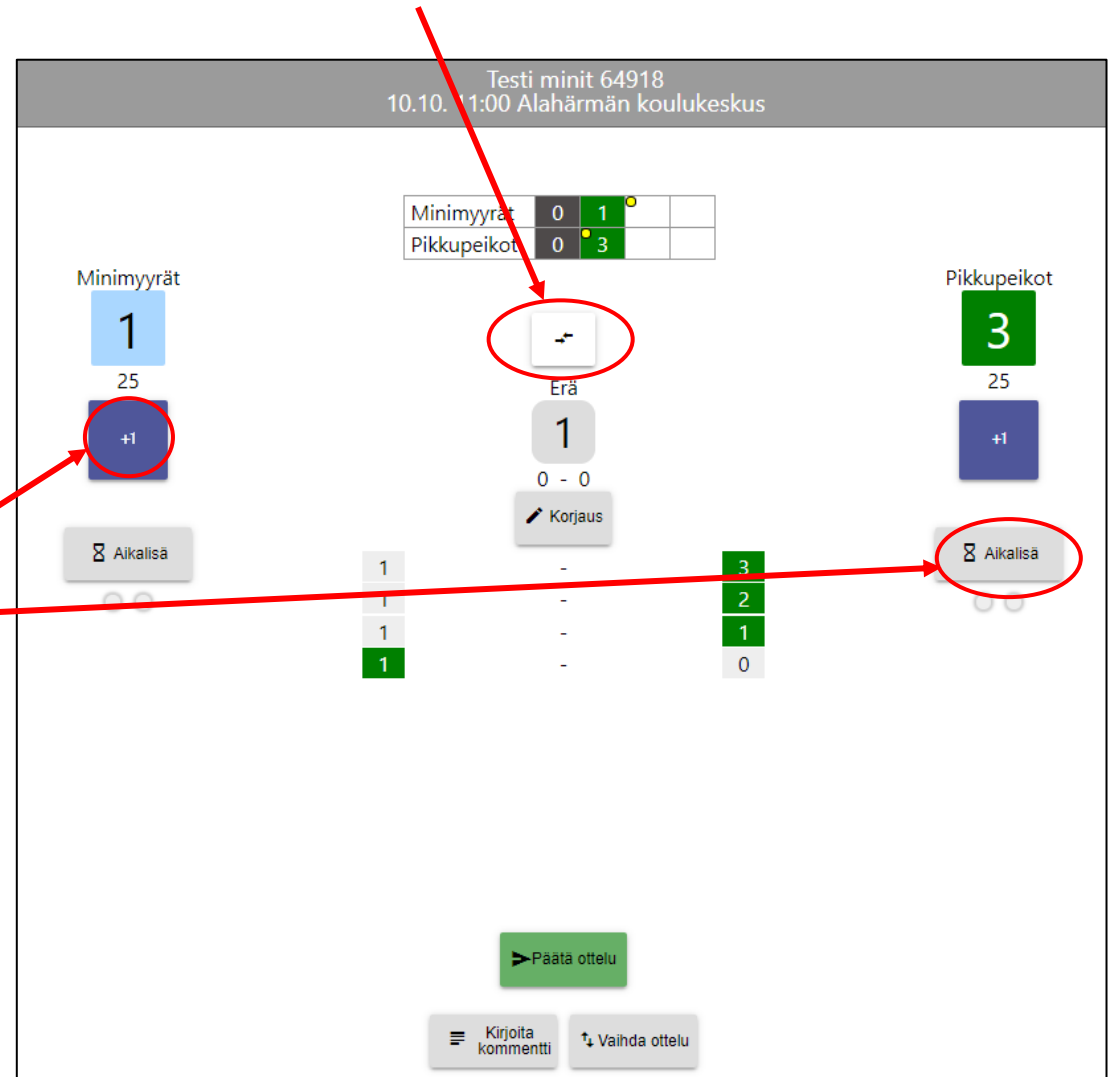 Testi minit 64918
10.10. 11:00 Alahärmän koulukeskus
Minimyyrät 0 1
Pikkupeikot 0 3
Minimyyrät
Pikkupeikot
1
3
25
Erä
25
+1
1
+1
0 - 0
Korjaus
Aikalisä
Aikalisä
1 - 3
1 - 2
1 - 1
1 - 0
Päätä ottelu
Kirjoita
kommentti
Vaihda ottelu